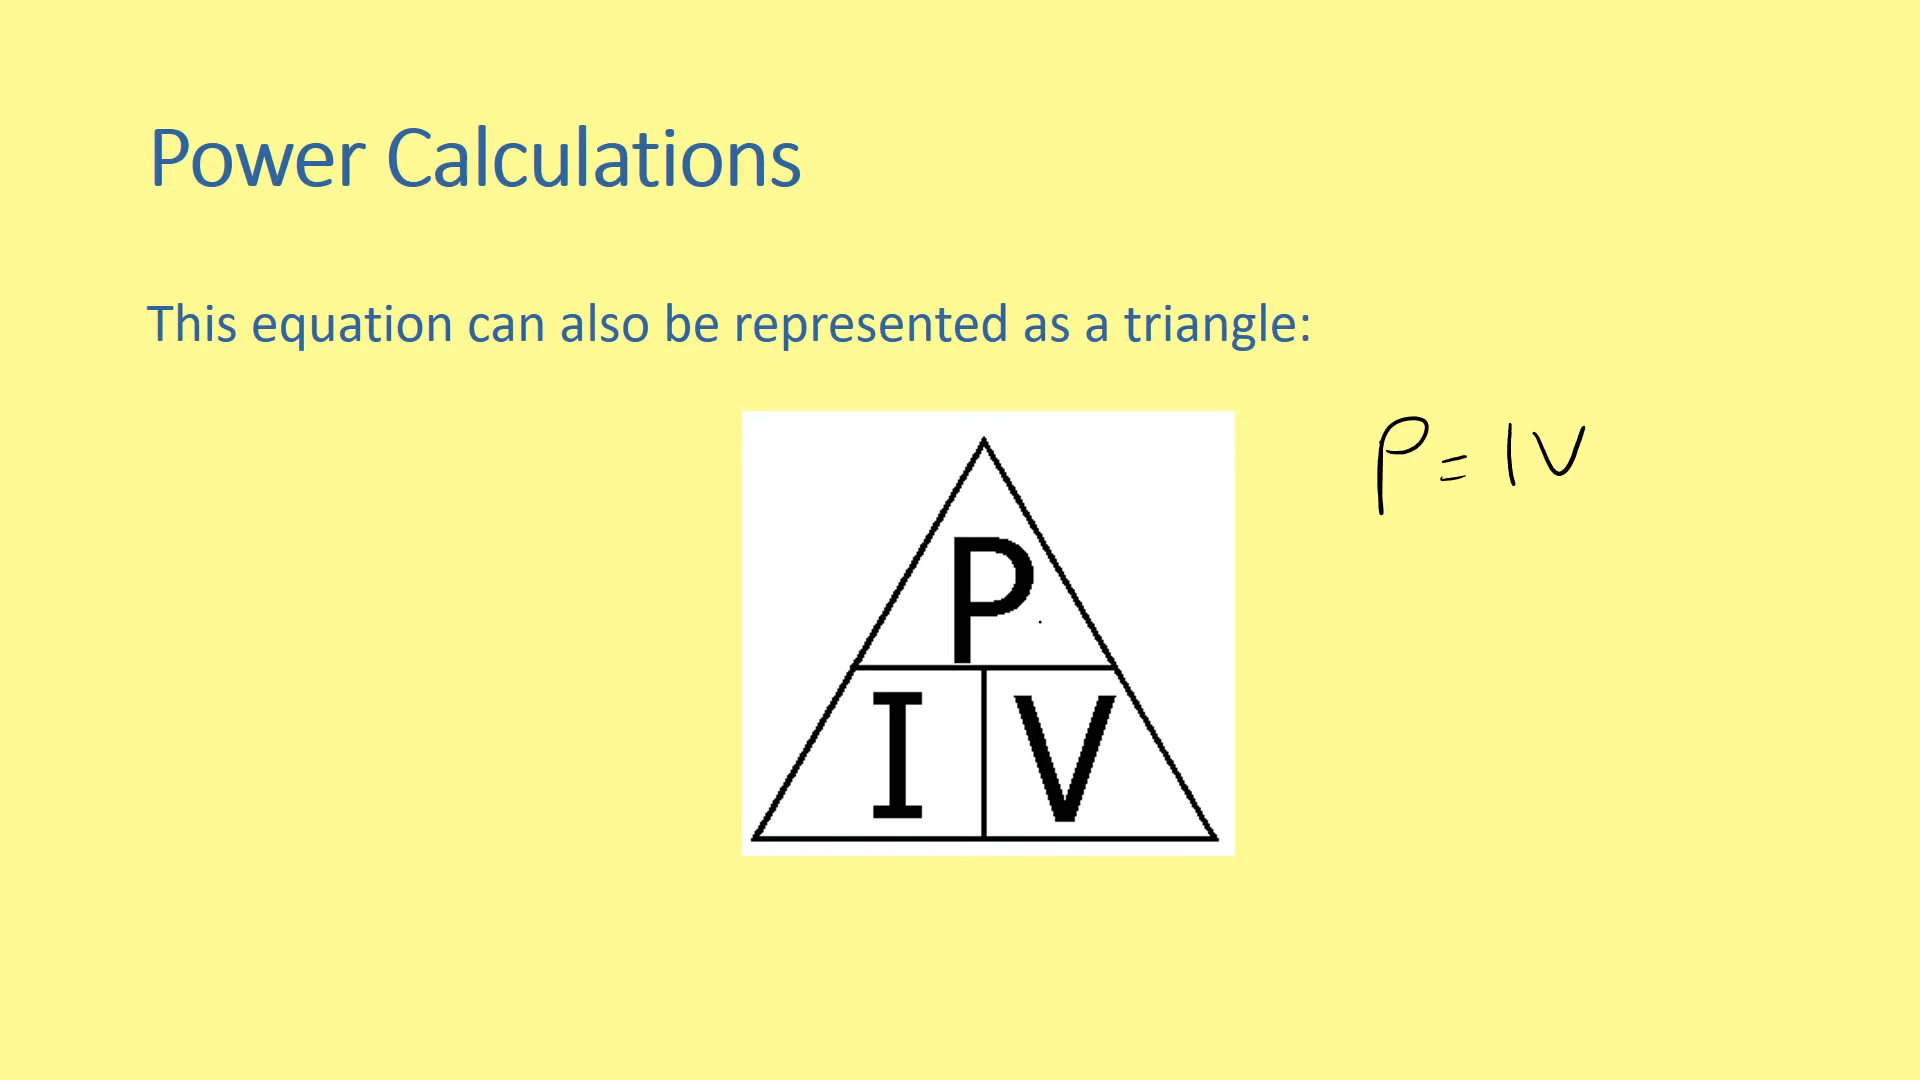 Power Calculations
This equation can also be represented as a triangle:
P = IV
P
I V